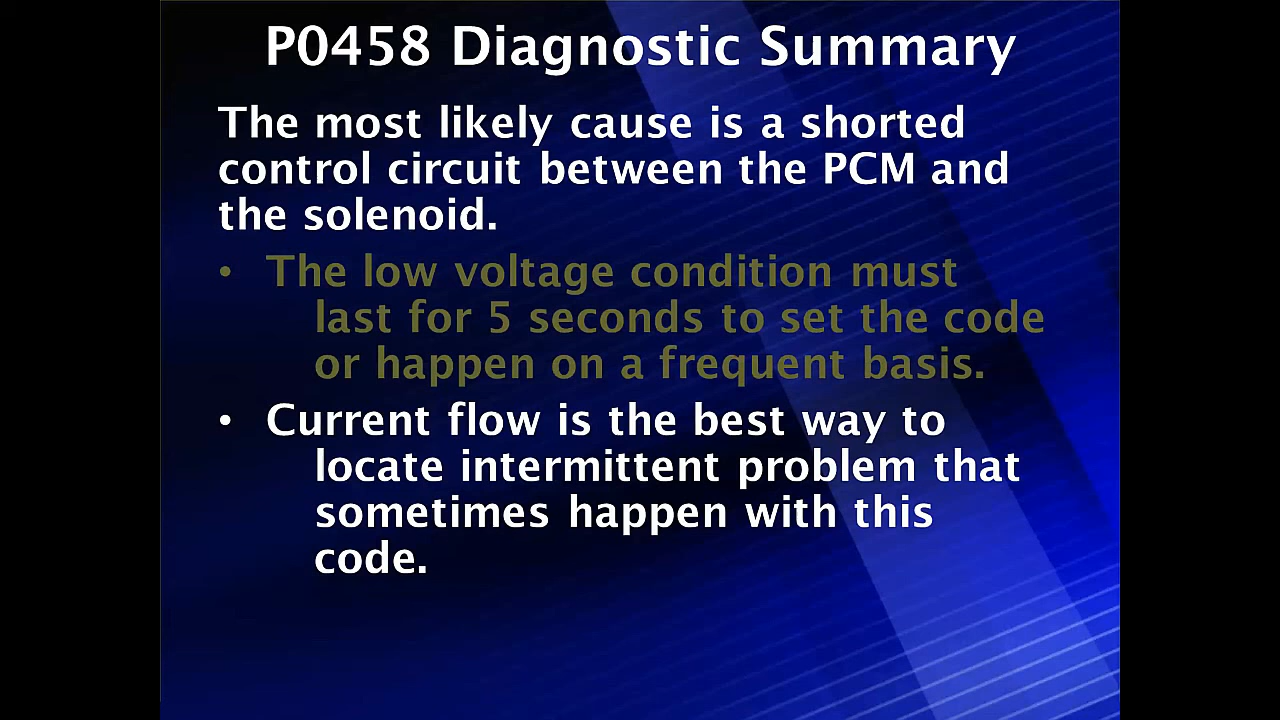 P0458 Diagnostic Summary
The most likely cause is a shorted
control circuit between the PCM and
the solenoid.
• The low voltage condition must
last for 5 seconds to set the code
or happen on a frequent basis.
• Current flow is the best way to
locate intermittent problem that
sometimes happen with this
code.